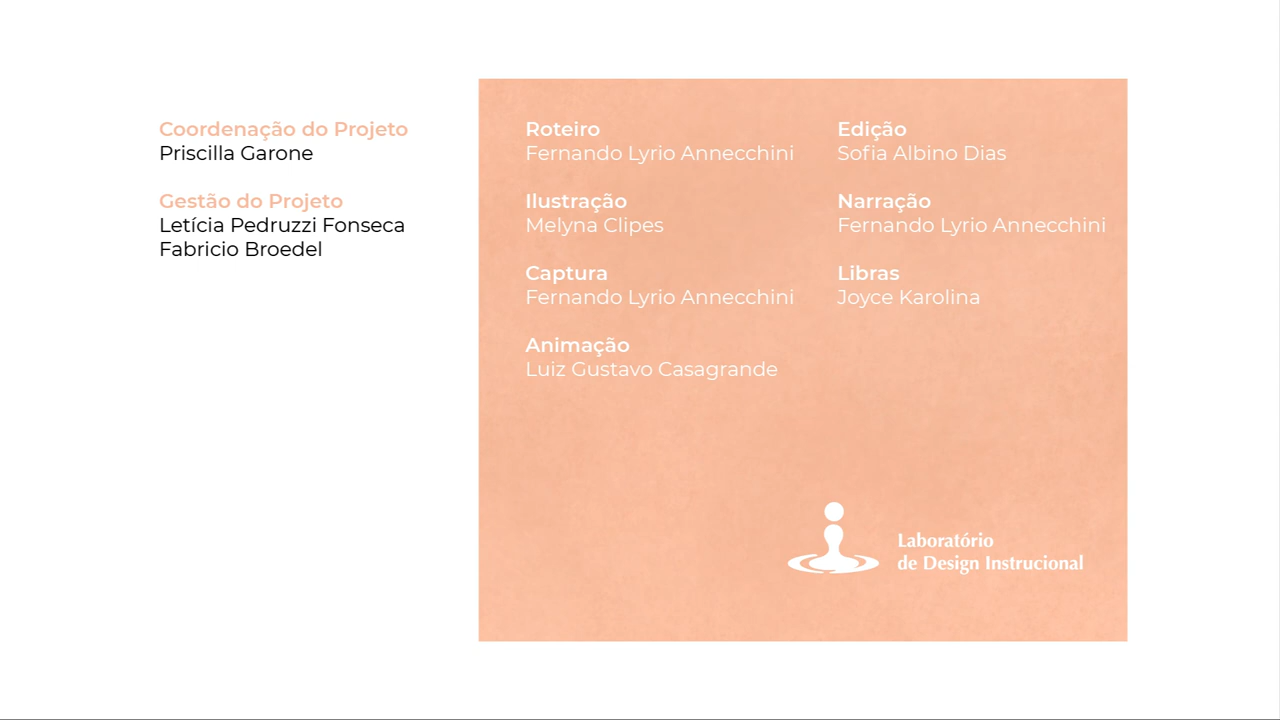 Coordenação do Projeto
Priscilla Garone
Gestão do Projeto
Letícia Pedruzzi Fonseca
Fabricio Broedel
Roteiro
Fernando Lyrio Annecchini
Ilustração
Melyna Clipes
Captura
Fernando Lyrio Annecchini
Animação
Luiz Gustavo Casagrande
Edição
Sofia Albino Dias
Narração
Fernando Lyrio Annecchini
Libras
Joyce Karolina
Laboratório
de Design Instrucional